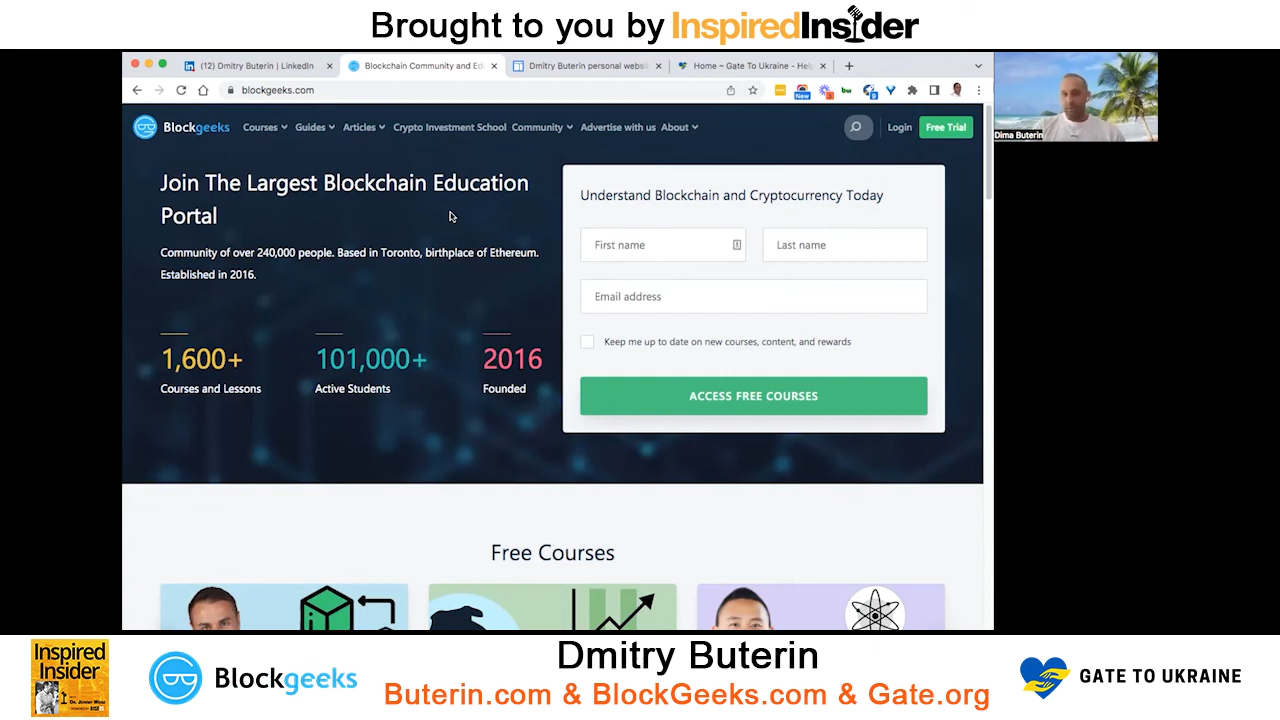 Brought to you by InspiredInsider
(12) Dmitry Buterin | LinkedIn
Blockchain Community and Ed
Dmitry Buterin personal websi
Home ~ Gate To Ukraine - Hel
blockgeeks.com
New
Dima Buterin
Blockgeeks
Courses
Guides
Articles
Crypto Investment School
Community
Advertise with us
About
Login
Free Trial
Join The Largest Blockchain Education
Portal
Community of over 240,000 people. Based in Toronto, birthplace of Ethereum.
Established in 2016.
1,600+
101,000+
2016
Courses and Lessons
Active Students
Founded
Understand Blockchain and Cryptocurrency Today
First name
Last name
Email address
Keep me up to date on new courses, content, and rewards
ACCESS FREE COURSES
Free Courses
Inspired
Insider
Blockgeeks
Dmitry Buterin
Buterin.com & BlockGeeks.com & Gate.org
GATE TO UKRAINE